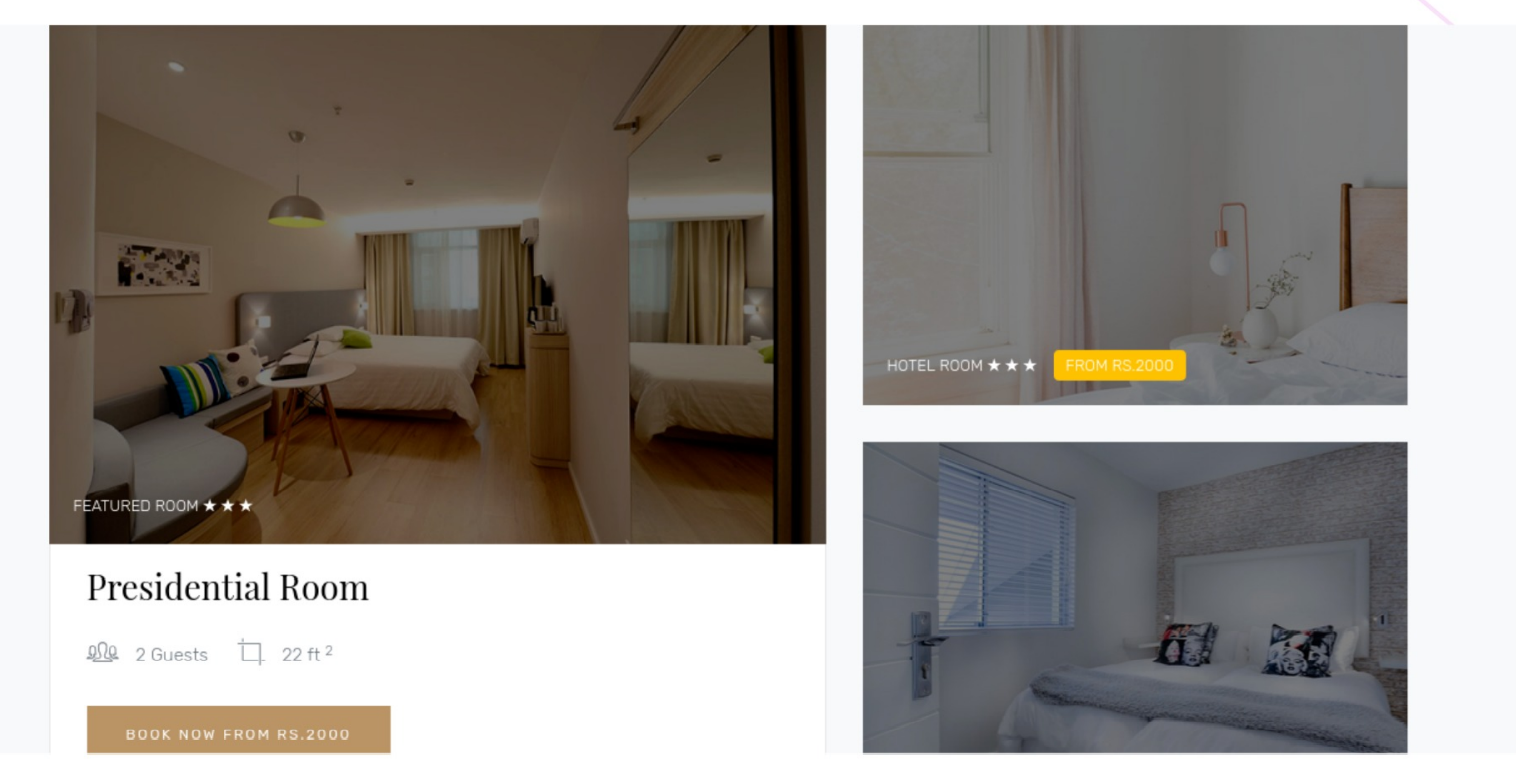 FEATURED ROOM ★ ★ ★
Presidential Room
2 Guests 22 ft ²
BOOK NOW FROM RS.2000
HOTEL ROOM ★ ★ ★ FROM RS.2000